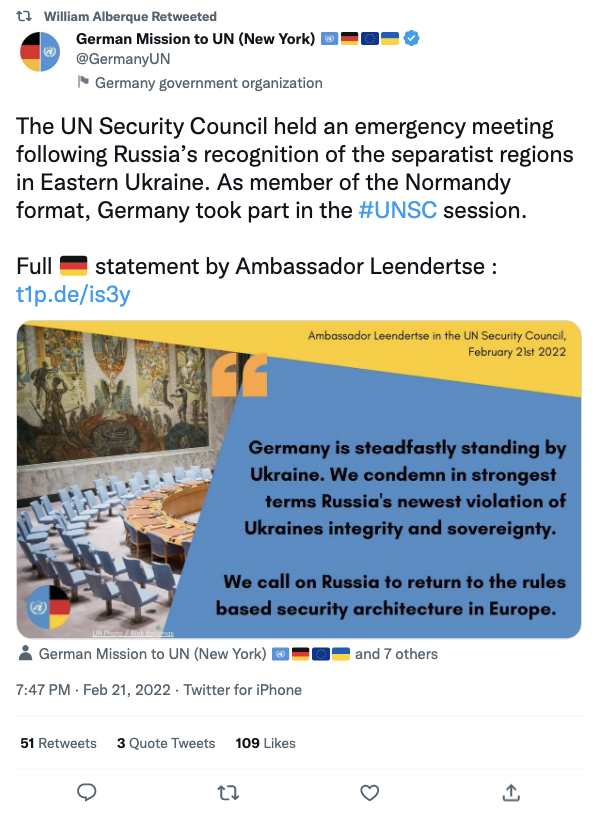 William Alberque Retweeted
German Mission to UN (New York)
@GermanyUN
Germany government organization
The UN Security Council held an emergency meeting
following Russia’s recognition of the separatist regions
in Eastern Ukraine. As member of the Normandy
format, Germany took part in the #UNSC session.
Full 🇩🇪 statement by Ambassador Leendertse :
t1p.de/is3y
Ambassador Leendertse in the UN Security Council,
February 21st 2022
Germany is steadfastly standing by
Ukraine. We condemn in strongest
terms Russia's newest violation of
Ukraines integrity and sovereignty.
We call on Russia to return to the rules
based security architecture in Europe.
UN Photo /
German Mission to UN (New York) 🇺🇳🇩🇪🇪🇺🇺🇦 and 7 others
7:47 PM · Feb 21, 2022 · Twitter for iPhone
51 Retweets 3 Quote Tweets 109 Likes